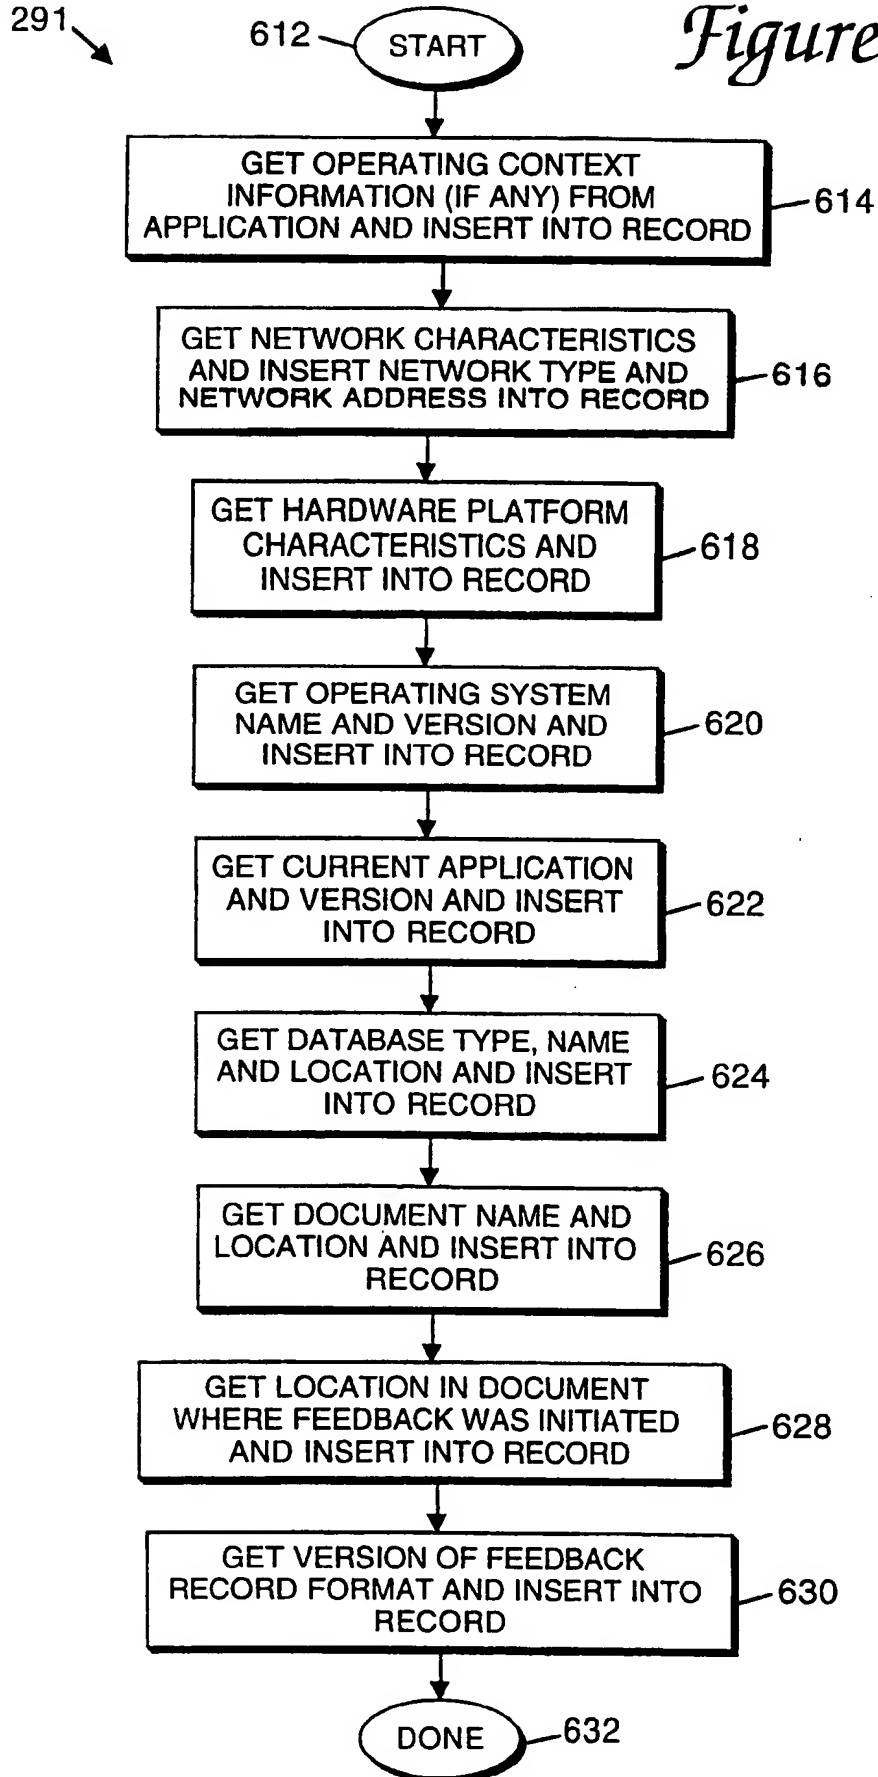 291
612
START
Figure
GET OPERATING CONTEXT
INFORMATION (IF ANY) FROM
APPLICATION AND INSERT INTO RECORD
614
GET NETWORK CHARACTERISTICS
AND INSERT NETWORK TYPE AND
NETWORK ADDRESS INTO RECORD
616
GET HARDWARE PLATFORM
CHARACTERISTICS AND
INSERT INTO RECORD
618
GET OPERATING SYSTEM
NAME AND VERSION AND
INSERT INTO RECORD
620
GET CURRENT APPLICATION
AND VERSION AND INSERT
INTO RECORD
622
GET DATABASE TYPE, NAME
AND LOCATION AND INSERT
INTO RECORD
624
GET DOCUMENT NAME AND
LOCATION AND INSERT INTO
RECORD
626
GET LOCATION IN DOCUMENT
WHERE FEEDBACK WAS INITIATED
AND INSERT INTO RECORD
628
GET VERSION OF FEEDBACK
RECORD FORMAT AND INSERT INTO
RECORD
630
DONE
632